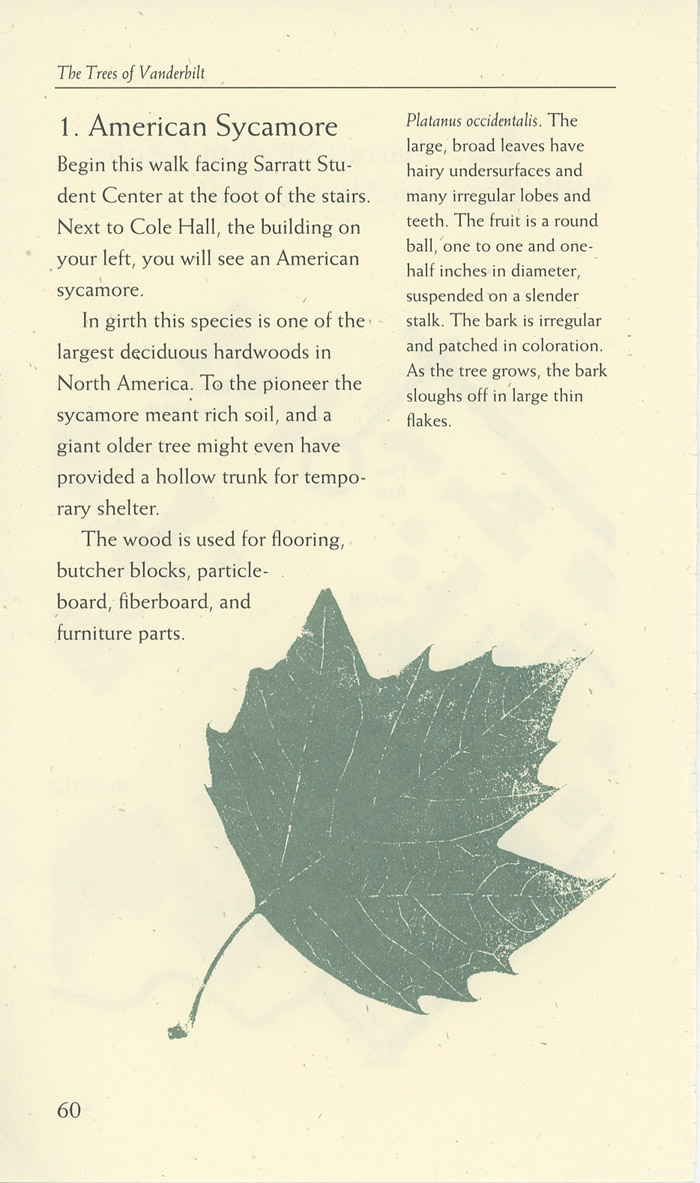 The Trees of Vanderbilt
1. American Sycamore
Begin this walk facing Sarratt Stu-
dent Center at the foot of the stairs.
Next to Cole Hall, the building on
your left, you will see an American
sycamore.
In girth this species is one of the
largest deciduous hardwoods in
North America. To the pioneer the
sycamore meant rich soil, and a
giant older tree might even have
provided a hollow trunk for tempo-
rary shelter.
The wood is used for flooring,
butcher blocks, particle-
board, fiberboard, and
furniture parts.
Platanus occidentalis. The
large, broad leaves have
hairy undersurfaces and
many irregular lobes and
teeth. The fruit is a round
ball, one to one and one-
half inches in diameter,
suspended on a slender
stalk. The bark is irregular
and patched in coloration.
As the tree grows, the bark
sloughs off in large thin
flakes.
60